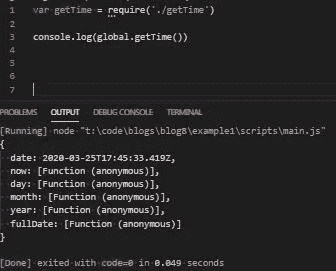 1 var getTime = require('./getTime')
2
3 console.log(global.getTime())
4
5
6
7
PROBLEMS OUTPUT DEBUG CONSOLE TERMINAL
[Running] node "t:\code\blogs\blog8\example1\scripts\main.js"
{
date: 2020-03-25T17:45:33.419Z,
now: [Function (anonymous)],
day: [Function (anonymous)],
month: [Function (anonymous)],
year: [Function (anonymous)],
fullDate: [Function (anonymous)]
}
[Done] exited with code=0 in 0.049 seconds